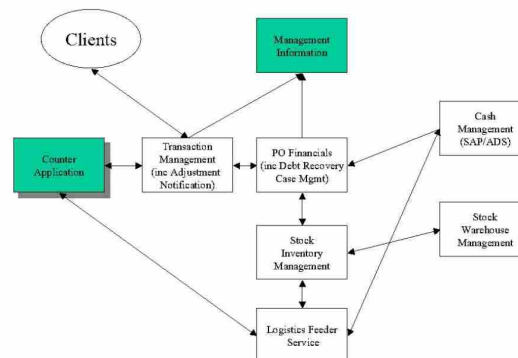 Clients
Management
Information
Cash
Management
(SAP/ADS)
Transaction
Management
(inc Adjustment
Notification)
PO Financials
(inc Debt Recovery
Case Mgmt)
Counter
Application
Stock
Inventory
Management
Stock
Warehouse
Management
Logistics Feeder
Service